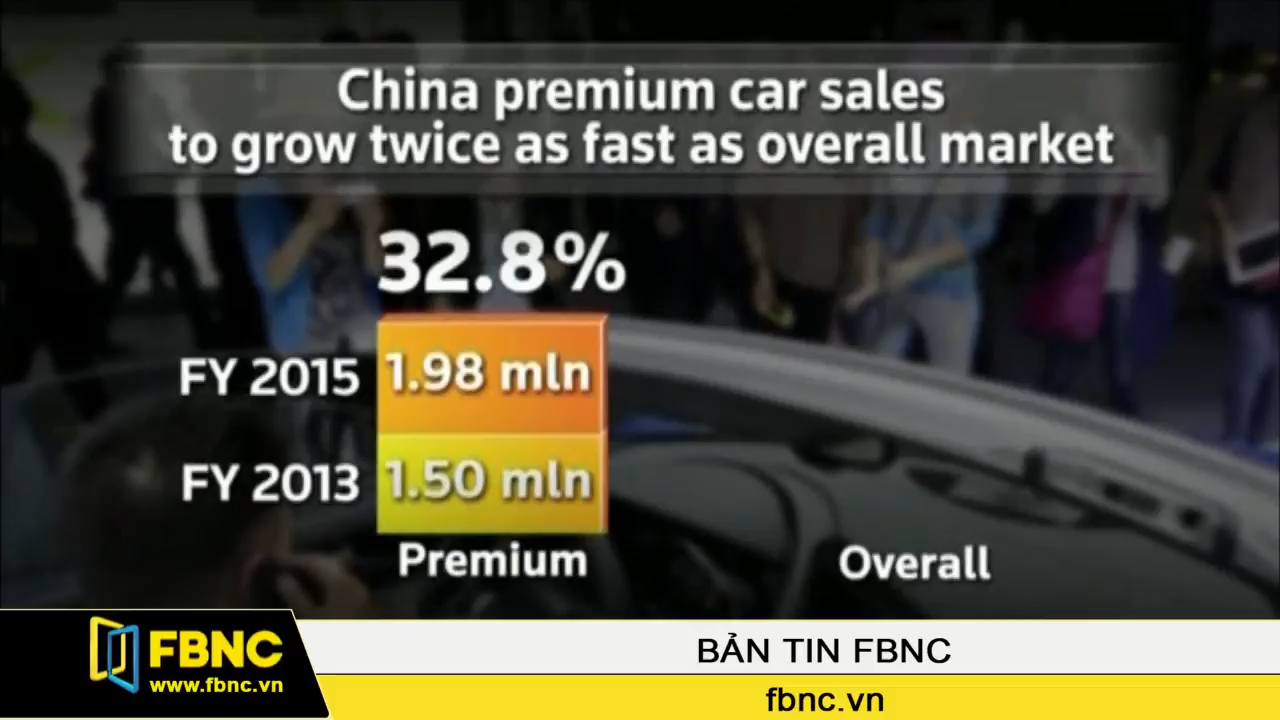 China premium car sales
to grow twice as fast as overall market
32.8%
FY 2015 1.98 mln
FY 2013 1.50 mln
Premium Overall
FBNC
www.fbnc.vn
BẢN TIN FBNC
fbnc.vn